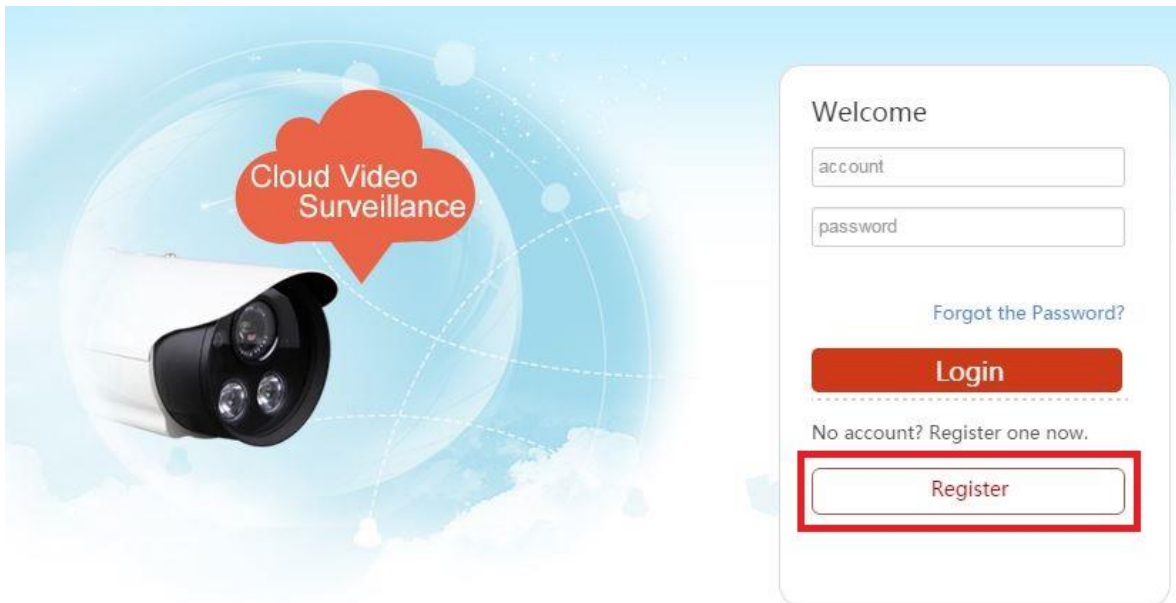 Cloud Video
Surveillance
Welcome
account
password
Forgot the Password?
Login
No account? Register one now.
Register